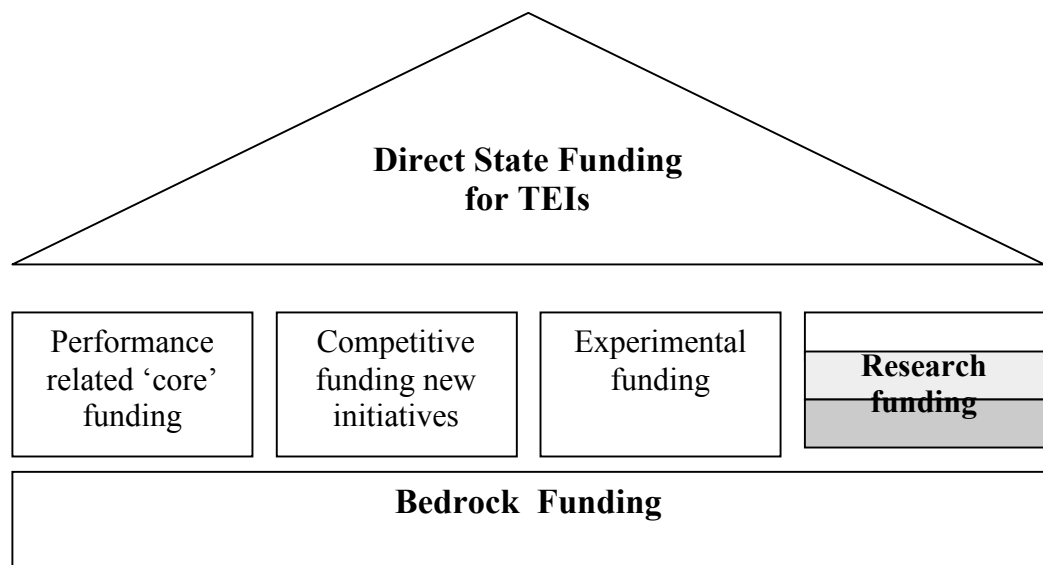 Direct State Funding
for TEIs
Performance
related ‘core’
funding
Competitive
funding new
initiatives
Experimental
funding
Research
funding
Bedrock Funding